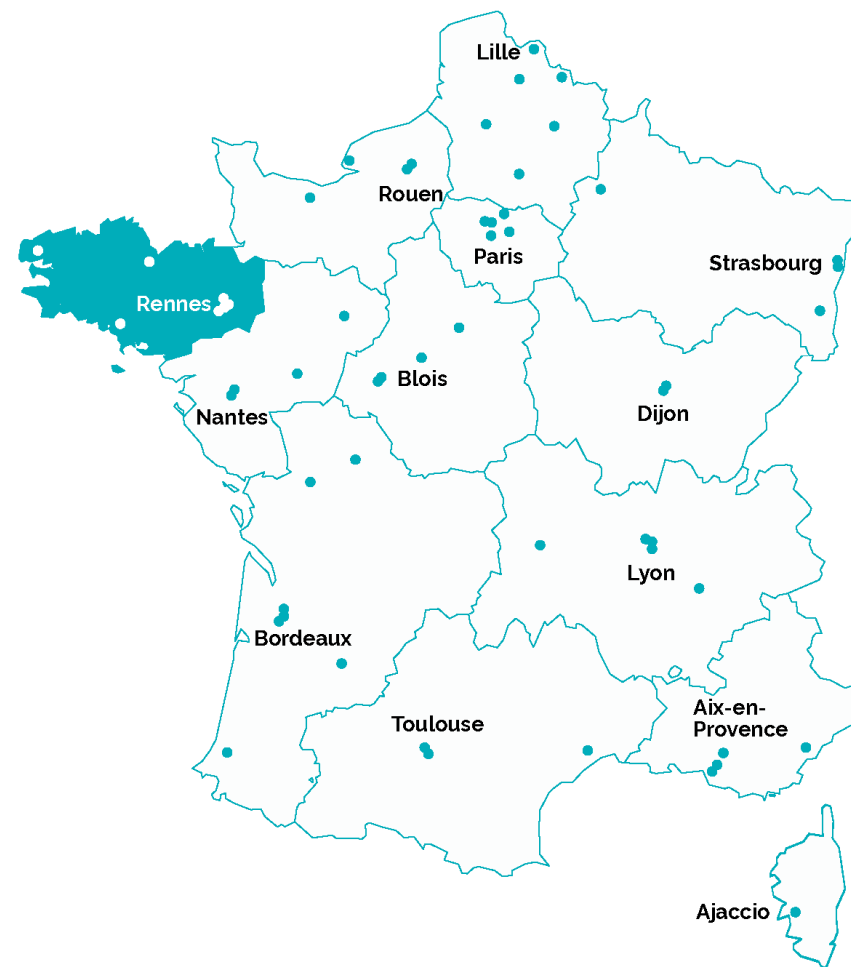 Lille
Rouen
Paris
Strasbourg
Rennes
Blois
Nantes
Dijon
Lyon
Bordeaux
Aix-en-
Provence
Toulouse
Ajaccio